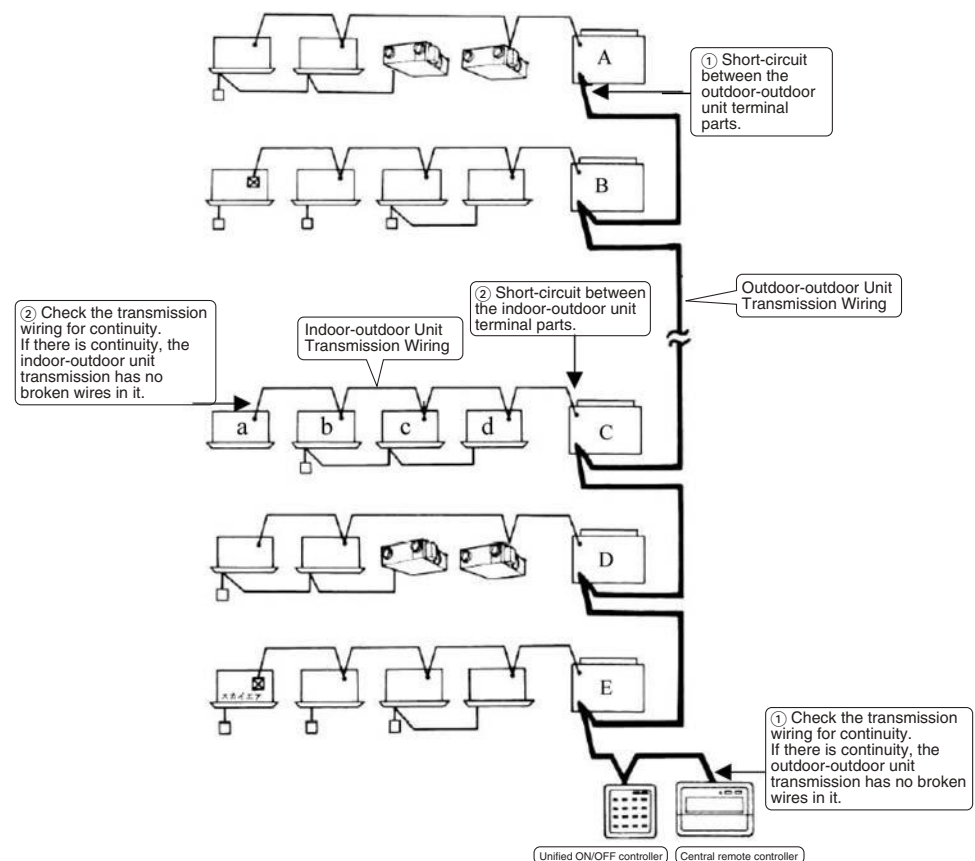 A
① Short-circuit
between the
outdoor-outdoor
unit terminal
parts.
B
Outdoor-outdoor Unit
Transmission Wiring
② Check the transmission
wiring for continuity.
If there is continuity, the
indoor-outdoor unit
transmission has no
broken wires in it.
Indoor-outdoor Unit
Transmission Wiring
② Short-circuit between
the indoor-outdoor unit
terminal parts.
a
b
c
d
C
D
E
スカイエア
① Check the transmission
wiring for continuity.
If there is continuity, the
outdoor-outdoor unit
transmission has no broken
wires in it.
Unified ON/OFF controller
Central remote controller